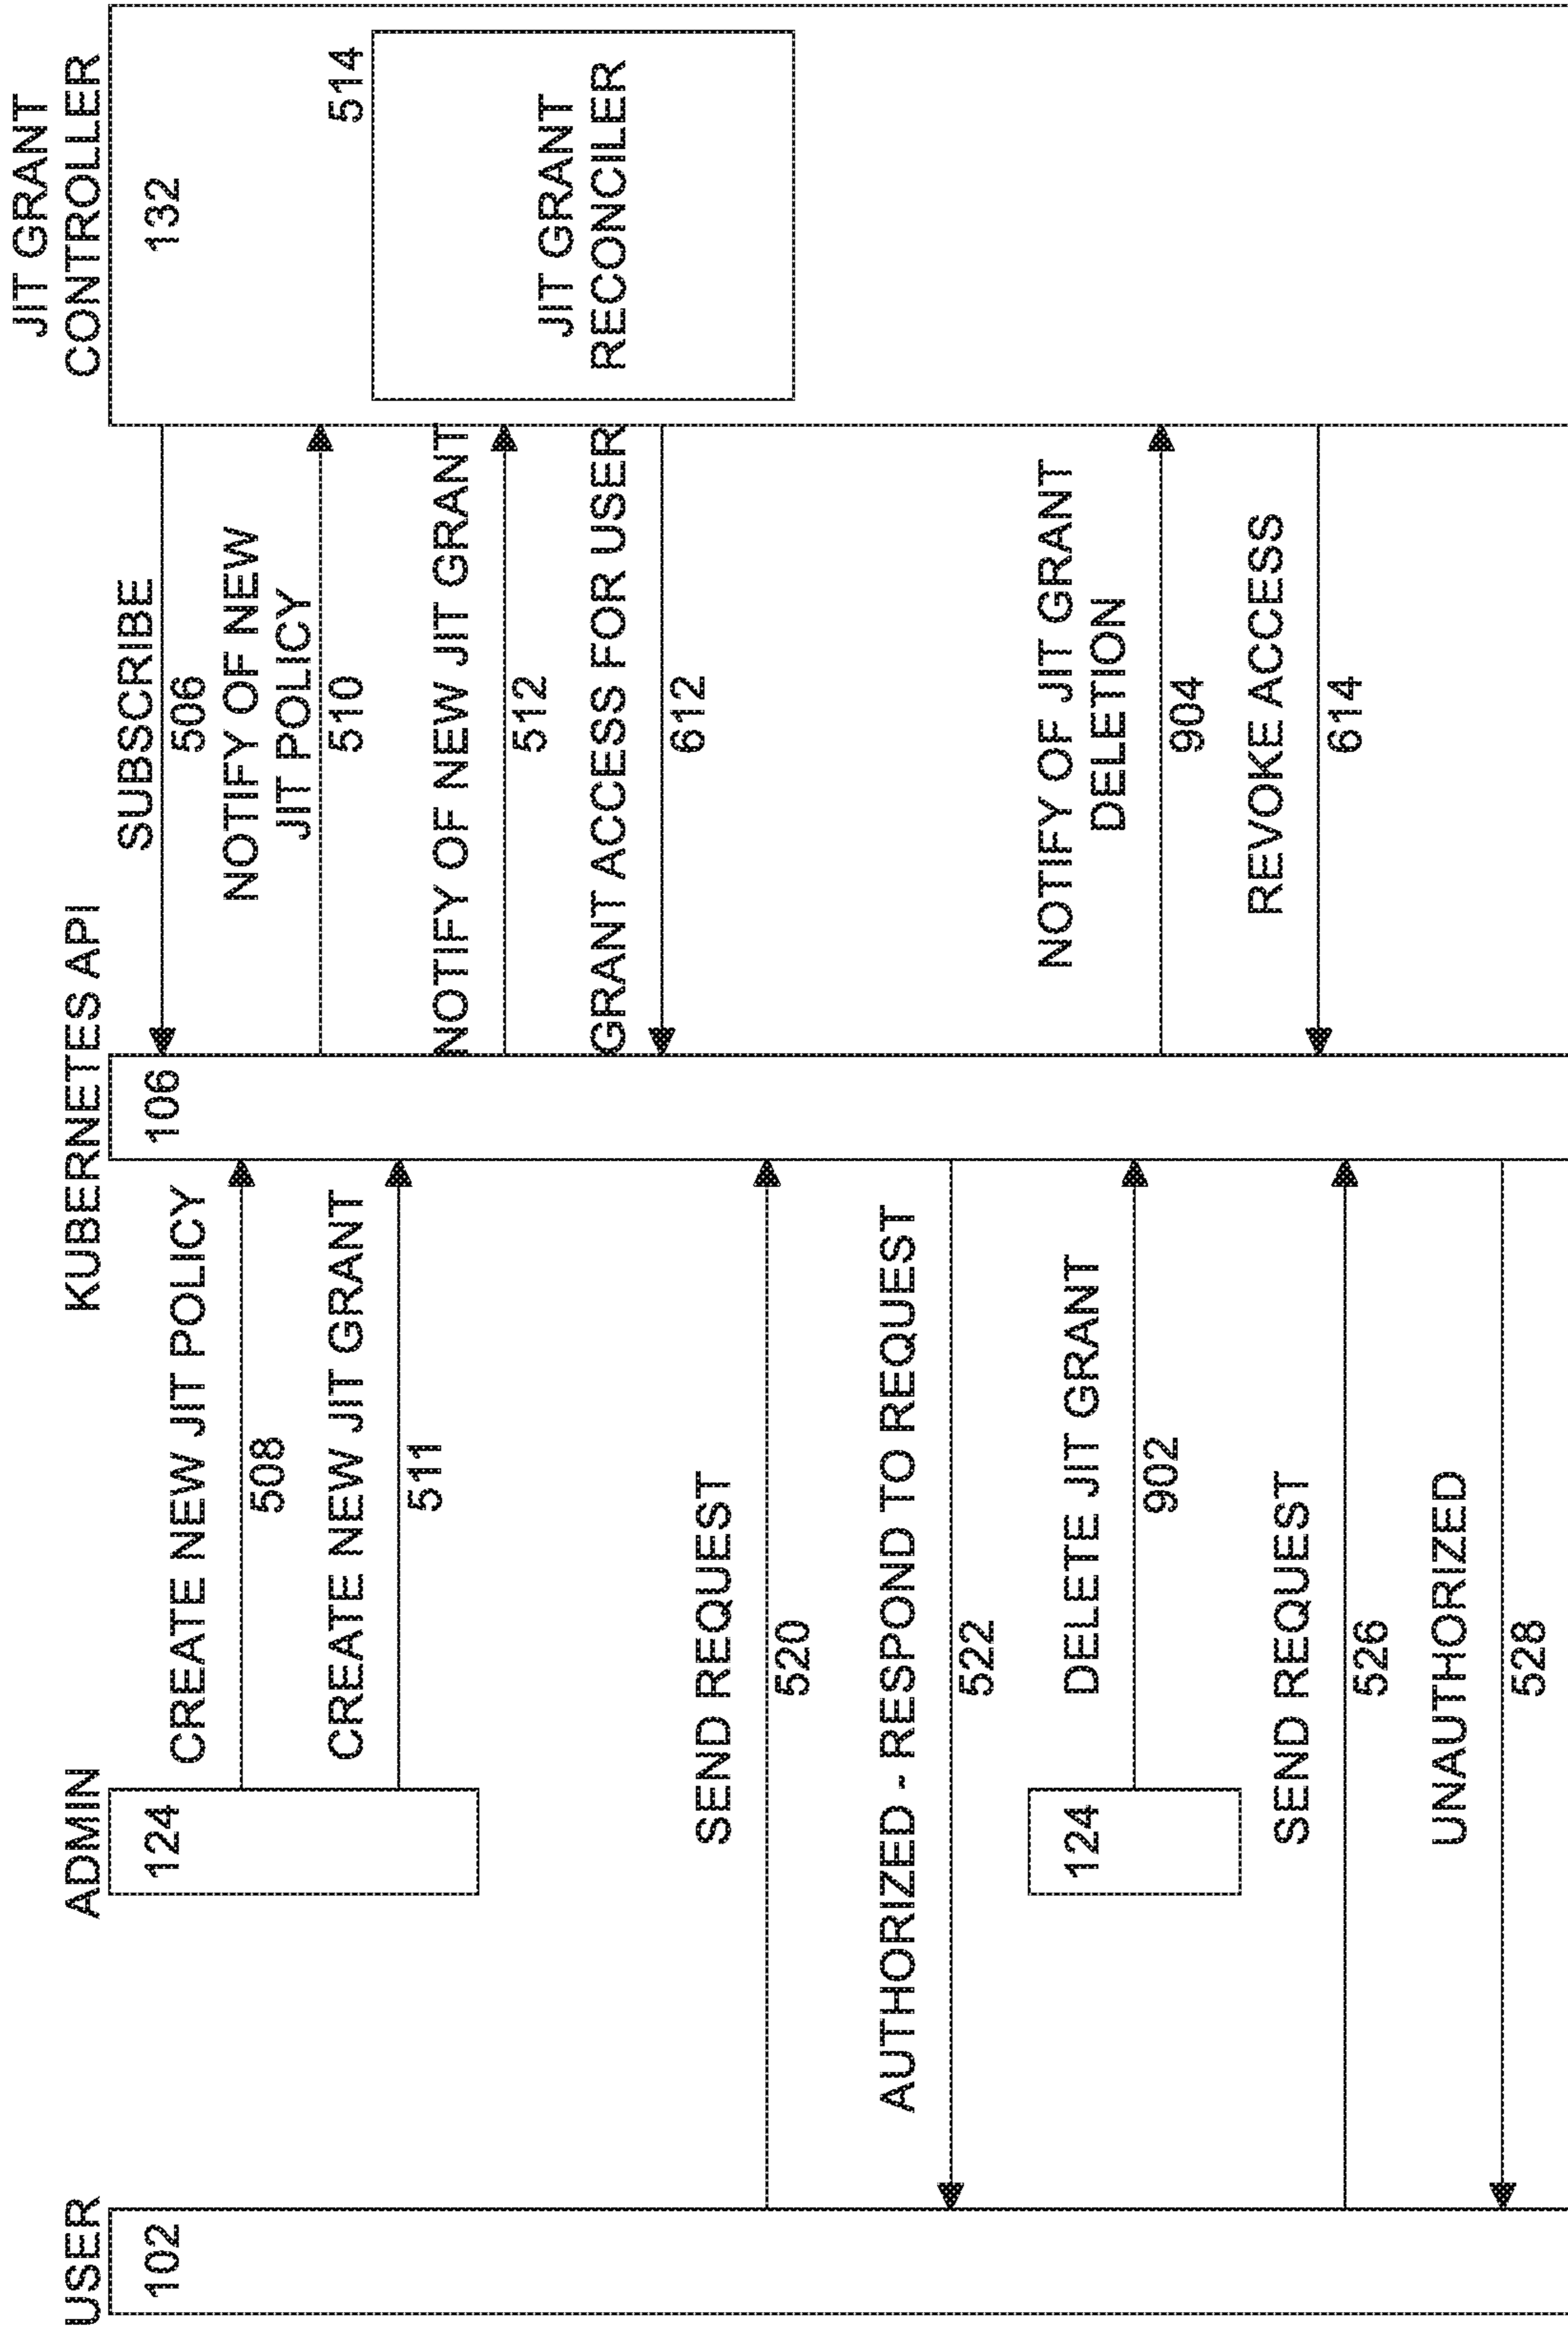 USER
ADMIN
KUBERNETES API
JIT GRANT
CONTROLLER
102
124
106
132
SUBSCRIBE
506
CREATE NEW JIT POLICY
508
NOTIFY OF NEW
JIT POLICY
510
CREATE NEW JIT GRANT
511
514
NOTIFY OF NEW JIT GRANT
512
JIT GRANT
RECONCILER
GRANT ACCESS FOR USER
612
SEND REQUEST
520
AUTHORIZED - RESPOND TO REQUEST
522
124
DELETE JIT GRANT
902
NOTIFY OF JIT GRANT
DELETION
904
REVOKE ACCESS
614
SEND REQUEST
526
UNAUTHORIZED
528